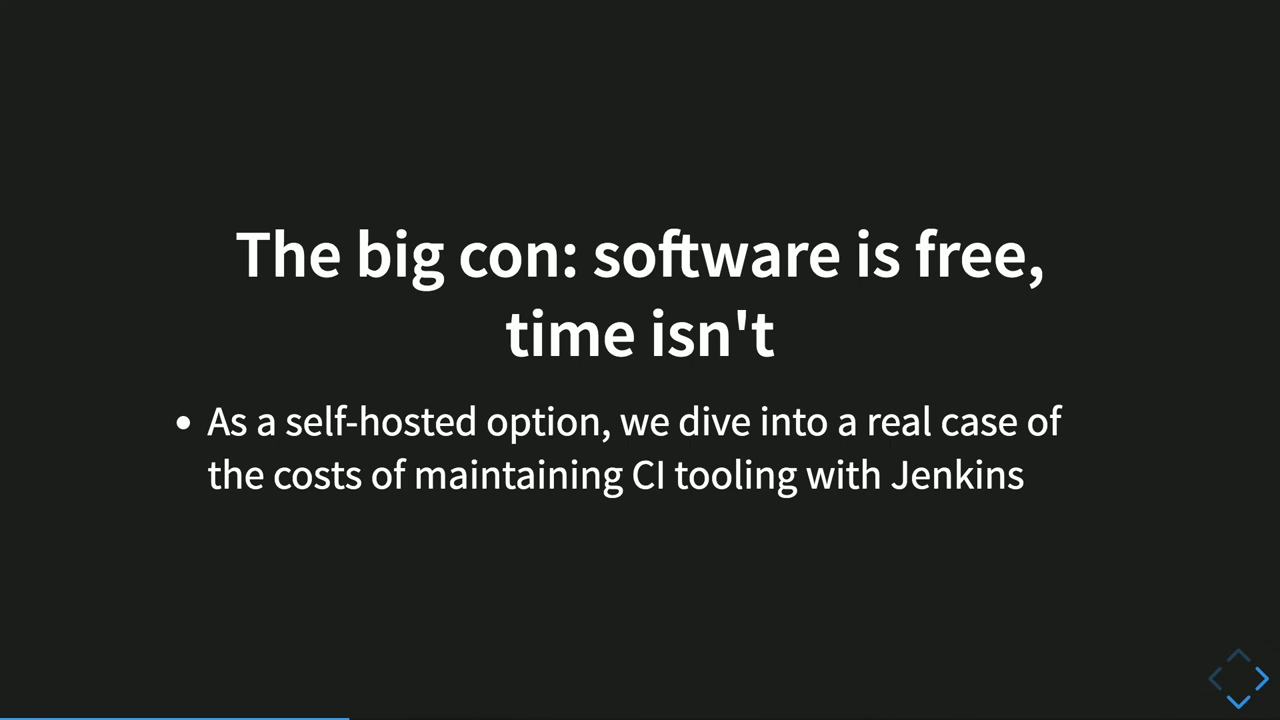 The big con: software is free,
time isn't
• As a self-hosted option, we dive into a real case of
the costs of maintaining CI tooling with Jenkins